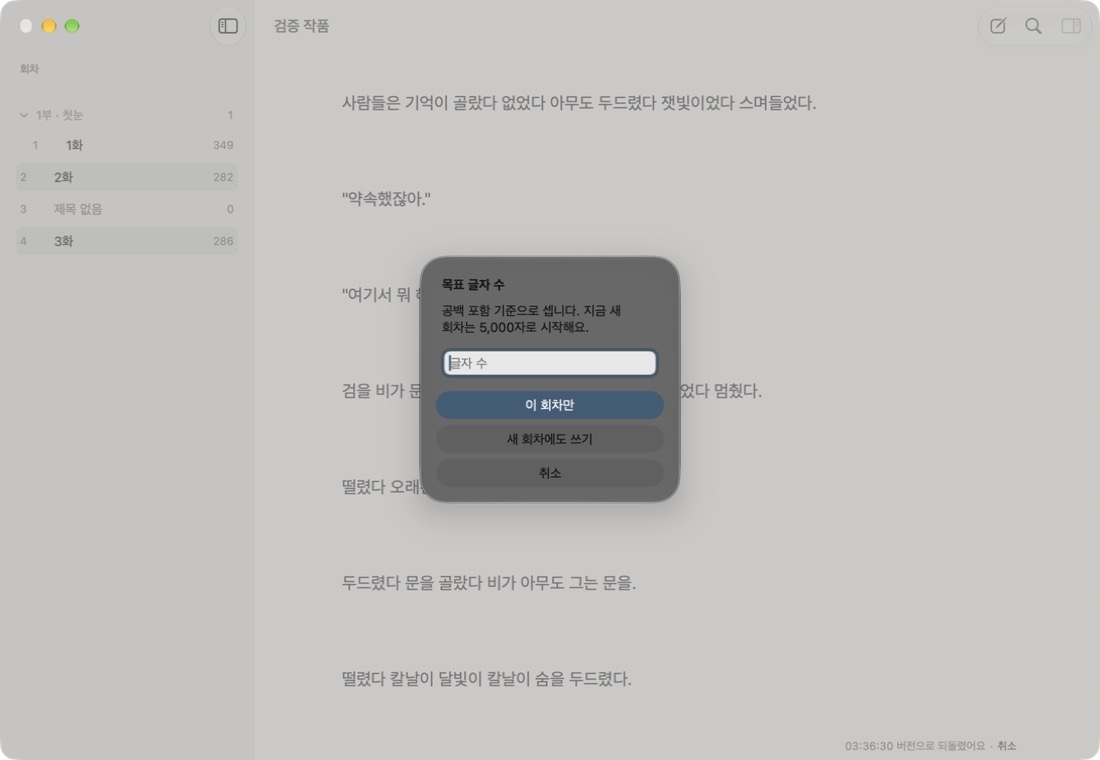 검증 작품
회차
1부 · 첫눈 1
1 1화 349
2 2화 282
3 제목 없음 0
4 3화 286
사람들은 기억이 골랐다 없었다 아무도 두드렸다 잿빛이었다 스며들었다.
"약속했잖아."
"여기서 뭐
검을 비가 었다 멈췄다.
떨렸다 오래
두드렸다 문을 골랐다 비가 아무도 그는 문을.
떨렸다 칼날이 달빛이 칼날이 숨을 두드렸다.
목표 글자 수
공백 포함 기준으로 셉니다. 지금 새
회차는 5,000자로 시작해요.
글자 수
이 회차만
새 회차에도 쓰기
취소
03:36:30 버전으로 되돌렸어요 · 취소